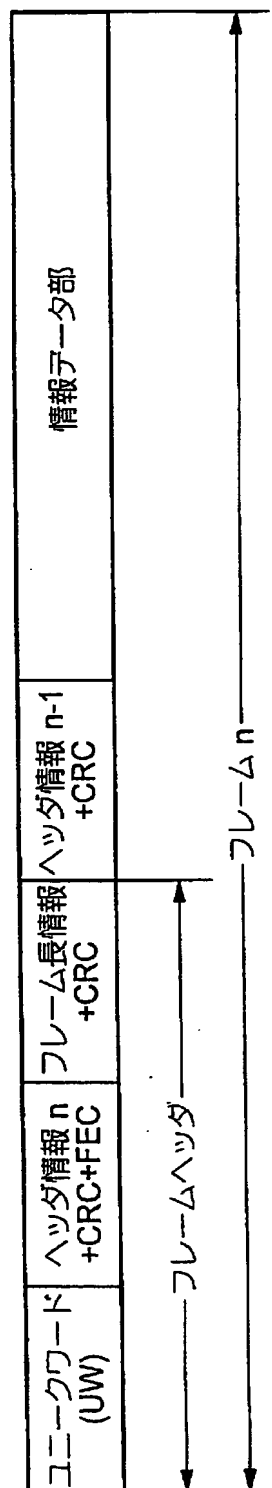 ユニークワード
(UW)
ヘッダ情報 n
+CRC+FEC
フレーム長情報
+CRC
ヘッダ情報 n-1
+CRC
情報データ部
フレームヘッダ
フレーム n